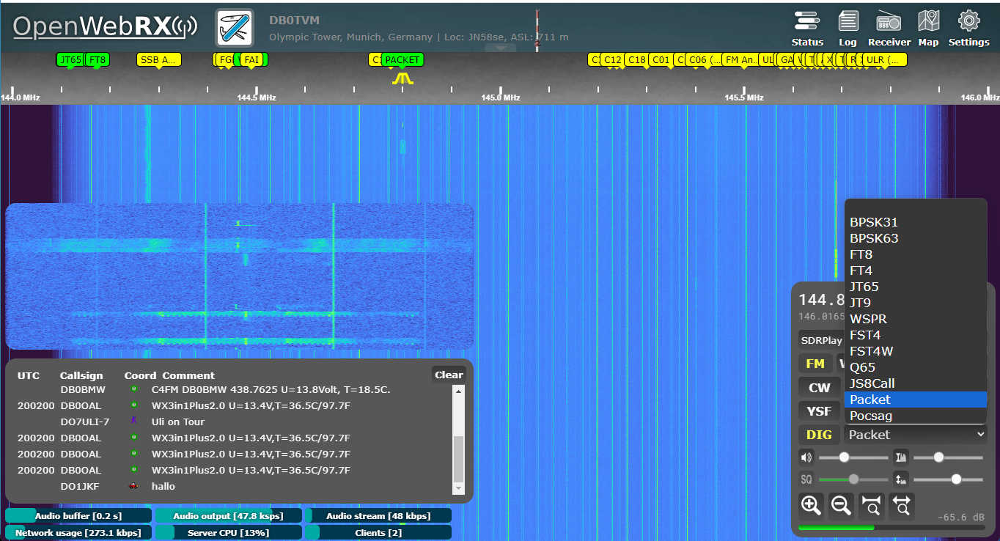 OpenWebRX
DB0TVM
Olympic Tower, Munich, Germany | Loc: JN58se, ASL: 711 m
Status Log Receiver Map Settings
JT65 FT8 SSB A... FAI PACKET C12 C18 C01 C06 (... FM An... ULR (...
144.0 MHz 144.5 MHz 145.0 MHz 145.5 MHz 146.0 MHz
BPSK31
BPSK63
FT8
FT4
JT65
JT9
WSPR
FST4
FST4W
Q65
JS8Call
Packet
Pocsag
144.8
146.0165
SDRPlay
FM
CW
YSF
DIG Packet
SQ
-65.6 dB
UTC Callsign Coord Comment Clear
DB0BMW C4FM DB0BMW 438.7625 U=13.8Volt, T=18.5C.
200200 DB0OAL WX3in1Plus2.0 U=13.4V,T=36.5C/97.7F
DO7ULI-7 Uli on Tour
200200 DB0OAL WX3in1Plus2.0 U=13.4V,T=36.5C/97.7F
200200 DB0OAL WX3in1Plus2.0 U=13.4V,T=36.5C/97.7F
200200 DB0OAL WX3in1Plus2.0 U=13.4V,T=36.5C/97.7F
DO1JKF hallo
Audio buffer [0.2 s] Audio output [47.8 ksps] Audio stream [48 kbps]
Network usage [273.1 kbps] Server CPU [13%] Clients [2]